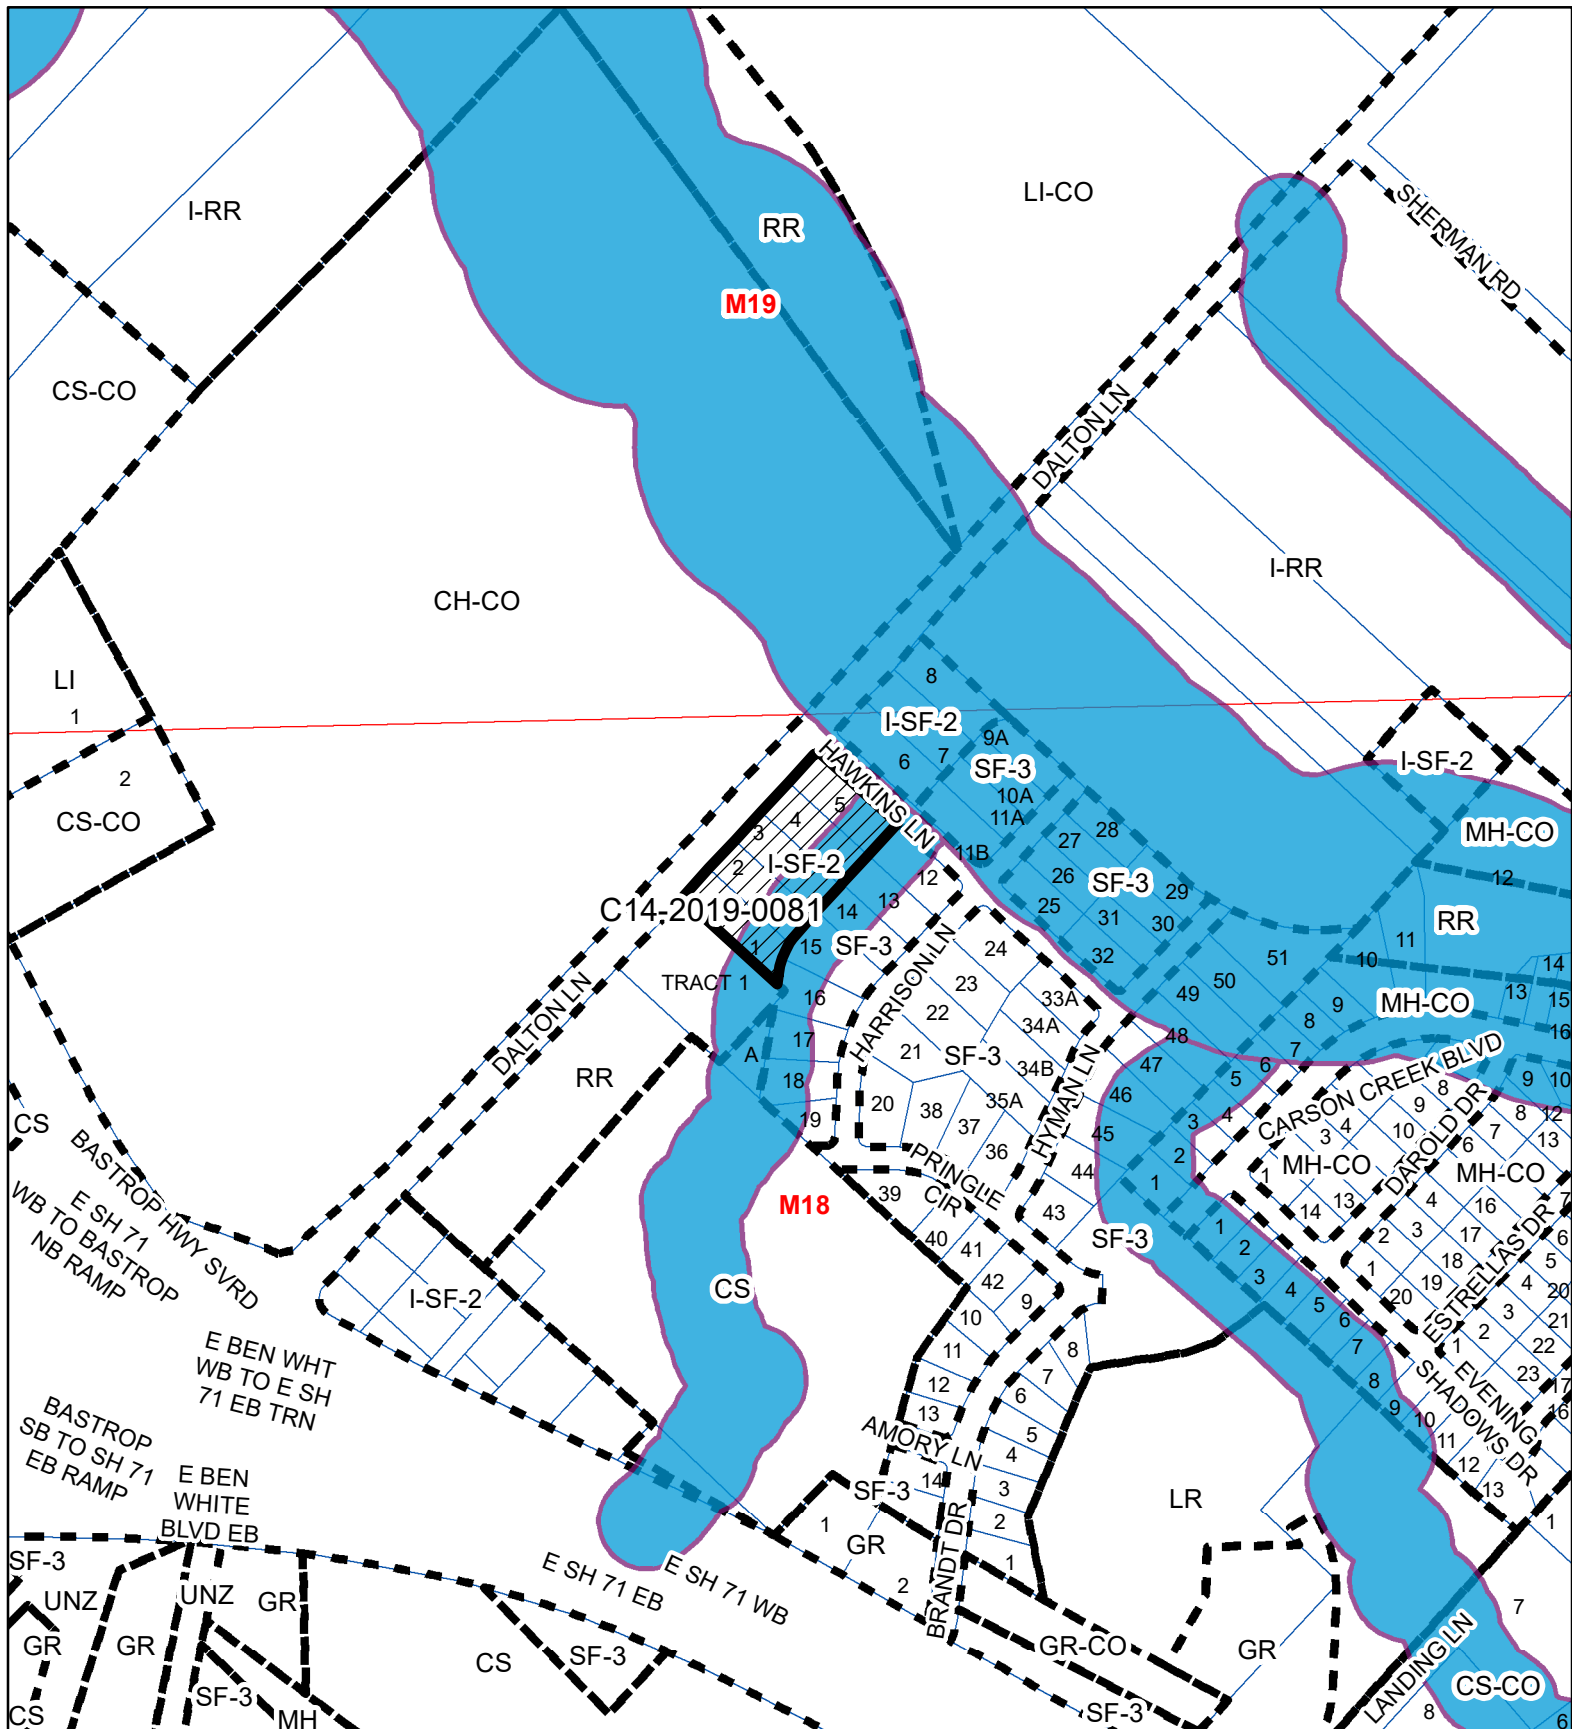 I-RR
RR
LI-CO
SHERMAN RD
M19
CS-CO
DALTON LN
I-RR
CH-CO
LI
1
2
CS-CO
8
I-SF-2
9A
6
7
SF-3
10A
11A
11B
HAWKINS LN
5
4
3
2
I-SF-2
C14-2019-0081
1
TRACT 1
12
13
14
15
SF-3
16
17
18
19
A
27
28
26
SF-3
29
25
31
30
32
I-SF-2
MH-CO
12
RR
11
10
14
13
15
16
MH-CO
51
50
49
48
9
8
7
6
5
4
3
2
1
47
46
45
44
43
SF-3
HARRISON LN
24
23
22
21
SF-3
20
38
37
36
35A
34B
34A
33A
HYMAN LN
PRINGLE
CIR
39
40
41
42
9
10
11
12
13
14
8
7
6
5
4
3
2
1
AMORY LN
SF-3
BRANDT DR
DALTON LN
RR
M18
CS
I-SF-2
CS
BASTROP HWY SVRD
E SH 71
WB TO BASTROP
NB RAMP
E BEN WHT
WB TO E SH
71 EB TRN
BASTROP
SB TO SH 71
EB RAMP
E BEN
WHITE
BLVD EB
E SH 71 EB
E SH 71 WB
SF-3
UNZ
GR
CS
GR
UNZ
GR
SF-3
MH
CS
SF-3
1
GR
2
GR-CO
SF-3
GR
LR
CARSON CREEK BLVD
DAROLD DR
ESTRELLAS DR
EVENING
SHADOWS DR
MH-CO
1
3
4
14
13
10
9
8
MH-CO
6
7
8
9
10
12
13
4
3
2
1
16
17
18
19
20
7
6
5
4
3
2
1
20
21
22
23
17
16
1
2
3
4
5
6
7
8
9
10
11
12
13
1
7
LANDING LN
CS-CO
8
6